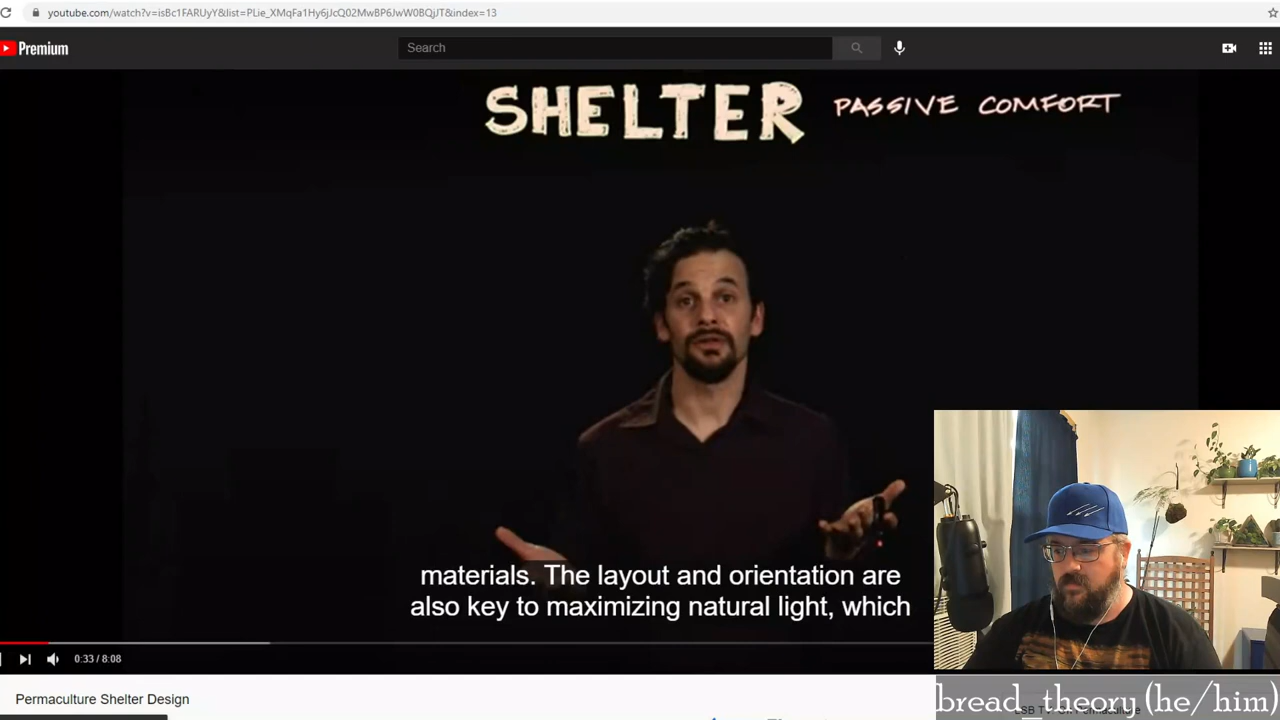 youtube.com/watch?v=isBc1FARUyY&list=PLie_XMqFa1Hy6jJcQ02MwBP6JwW0BQjJT&index=13
Premium
Search
SHELTER PASSIVE COMFORT
materials. The layout and orientation are
also key to maximizing natural light, which
0:33 / 8:08
Permaculture Shelter Design
bread_theory (he/him)